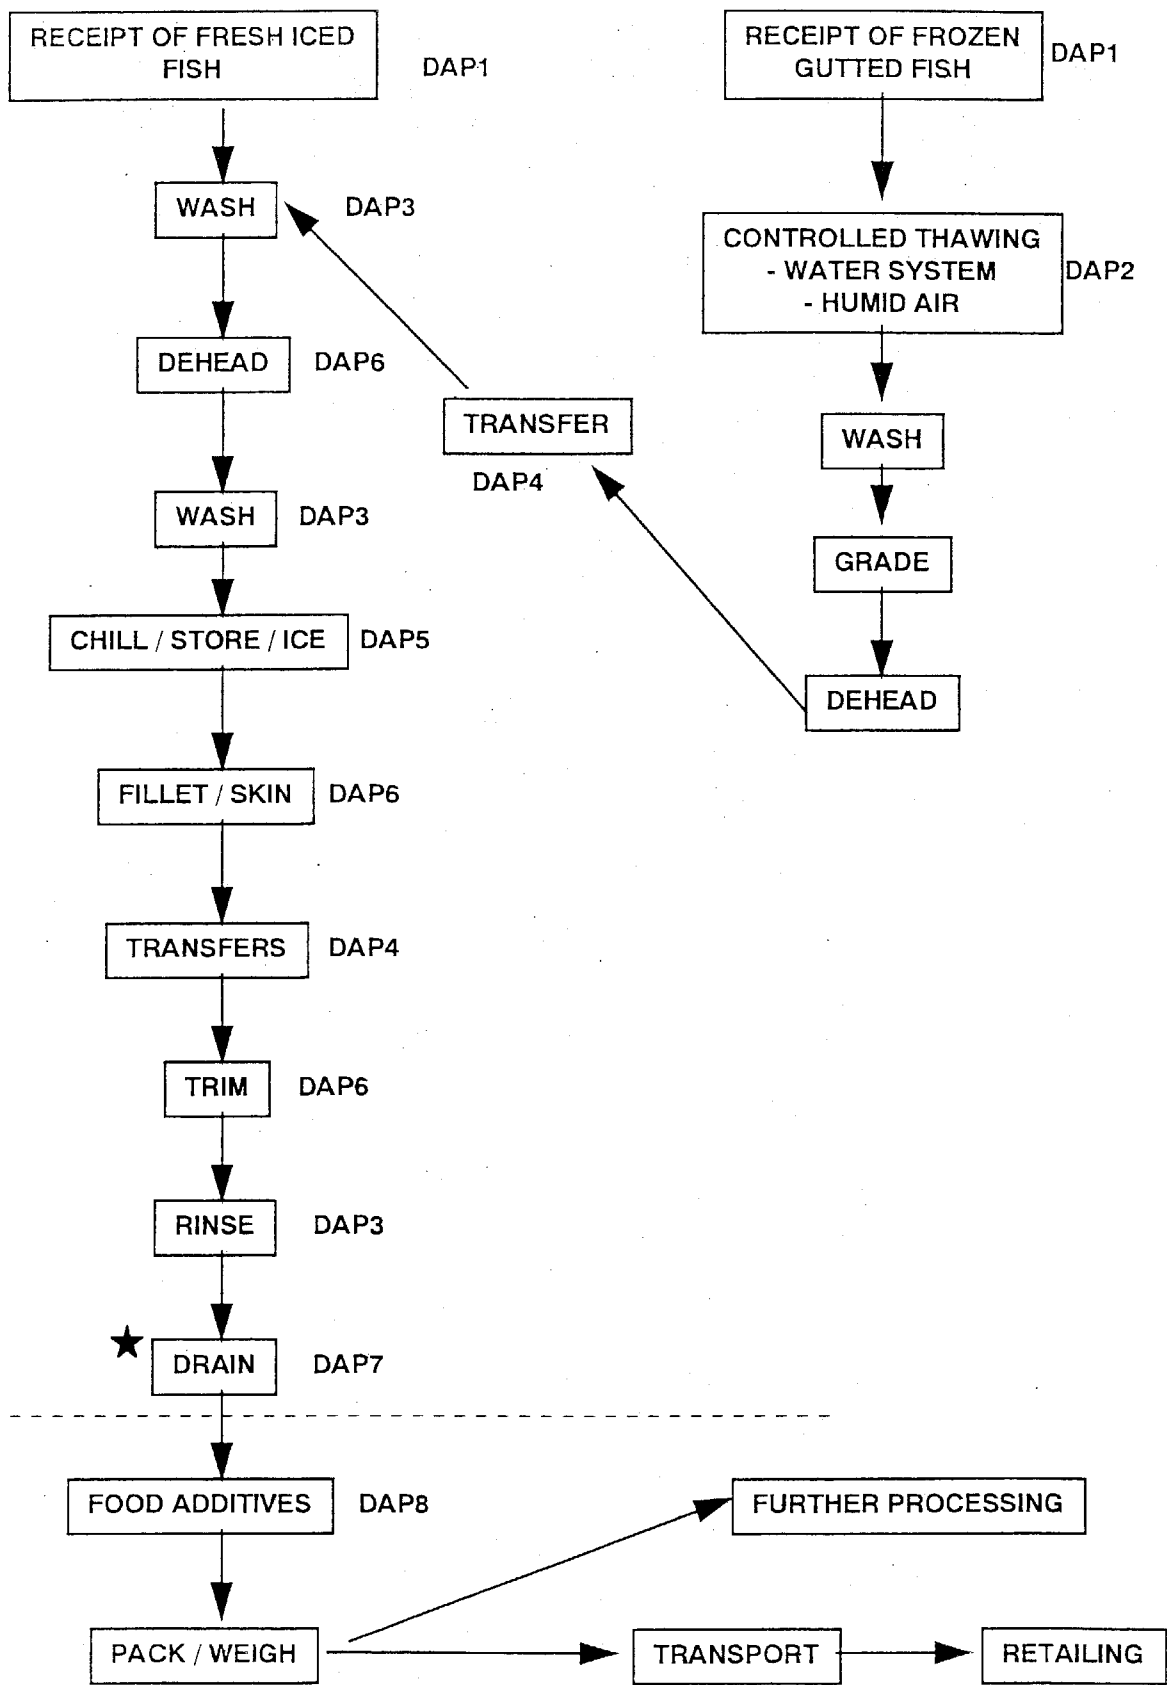 RECEIPT OF FRESH ICED
FISH
DAP1
RECEIPT OF FROZEN
GUTTED FISH
DAP1
WASH
DAP3
CONTROLLED THAWING
- WATER SYSTEM
- HUMID AIR
DAP2
DEHEAD
DAP6
TRANSFER
DAP4
WASH
GRADE
DEHEAD
WASH
DAP3
CHILL / STORE / ICE
DAP5
FILLET / SKIN
DAP6
TRANSFERS
DAP4
TRIM
DAP6
RINSE
DAP3
DRAIN
DAP7
FOOD ADDITIVES
DAP8
FURTHER PROCESSING
PACK / WEIGH
TRANSPORT
RETAILING